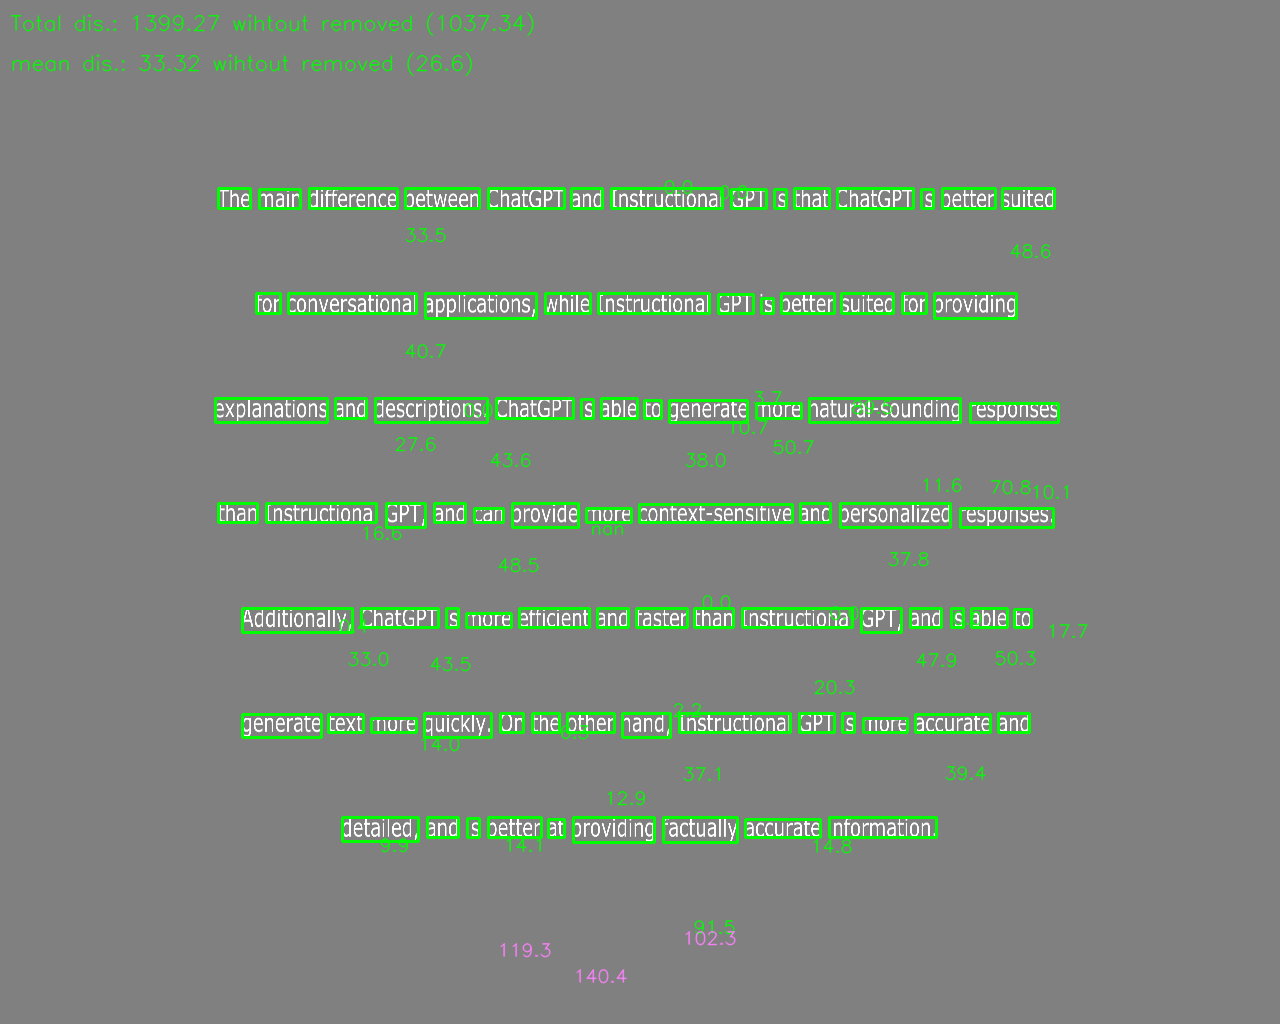 Total dis.: 1399.27 wihtout removed (1037.34)
mean dis.: 33.32 wihtout removed (26.6)
0.0
The main difference between ChatGPT and Instructional GPT is that ChatGPT is better suited
33.5
48.6
for conversational applications, while Instructional GPT is better suited for providing
40.7
3.7
explanations and descriptions. ChatGPT is able to generate more natural-sounding responses
10.7
27.6 43.6 38.0 50.7
11.6 70.8 10.1
than Instructional GPT, and can provide more context-sensitive and personalized responses.
16.6 nan
48.5 37.8
0.0
Additionally, ChatGPT is more efficient and faster than Instructional GPT, and is able to
17.7
33.0 43.5 47.9 50.3
20.3
2.2
generate text more quickly. On the other hand, Instructional GPT is more accurate and
14.0
37.1 39.4
12.9
detailed, and is better at providing factually accurate information.
9.9 14.1 14.8
91.5
102.3
119.3
140.4